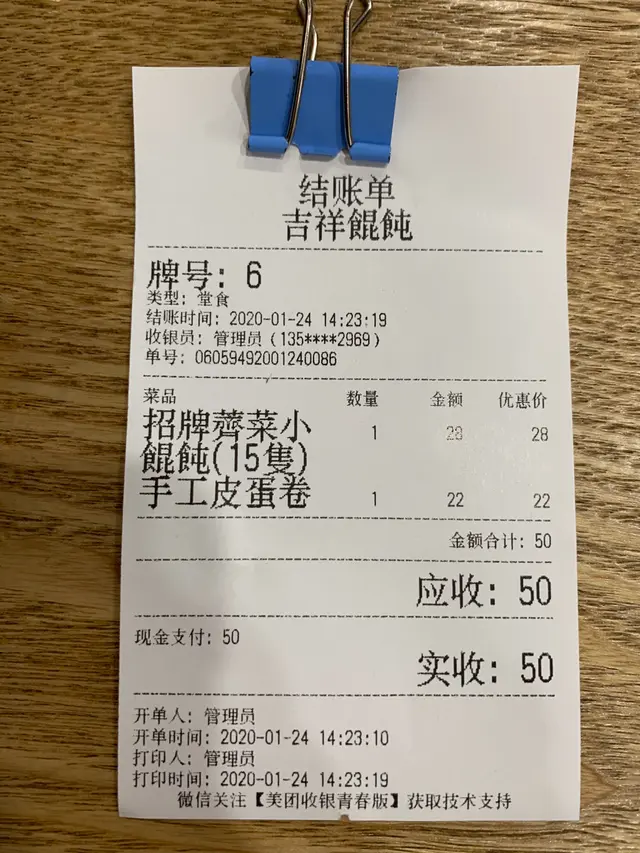 结账单
吉祥餛飩
牌号: 6
类型: 堂食
结账时间: 2020-01-24 14:23:19
收银员: 管理员(135****2969)
单号: 06059492001240086
菜品 数量 金额 优惠价
招牌薺菜小 1 28 28
餛飩(15隻)
手工皮蛋卷 1 22 22
金额合计: 50
应收: 50
现金支付: 50
实收: 50
开单人: 管理员
开单时间: 2020-01-24 14:23:10
打印人: 管理员
打印时间: 2020-01-24 14:23:19
微信关注【美团收银青春版】获取技术支持